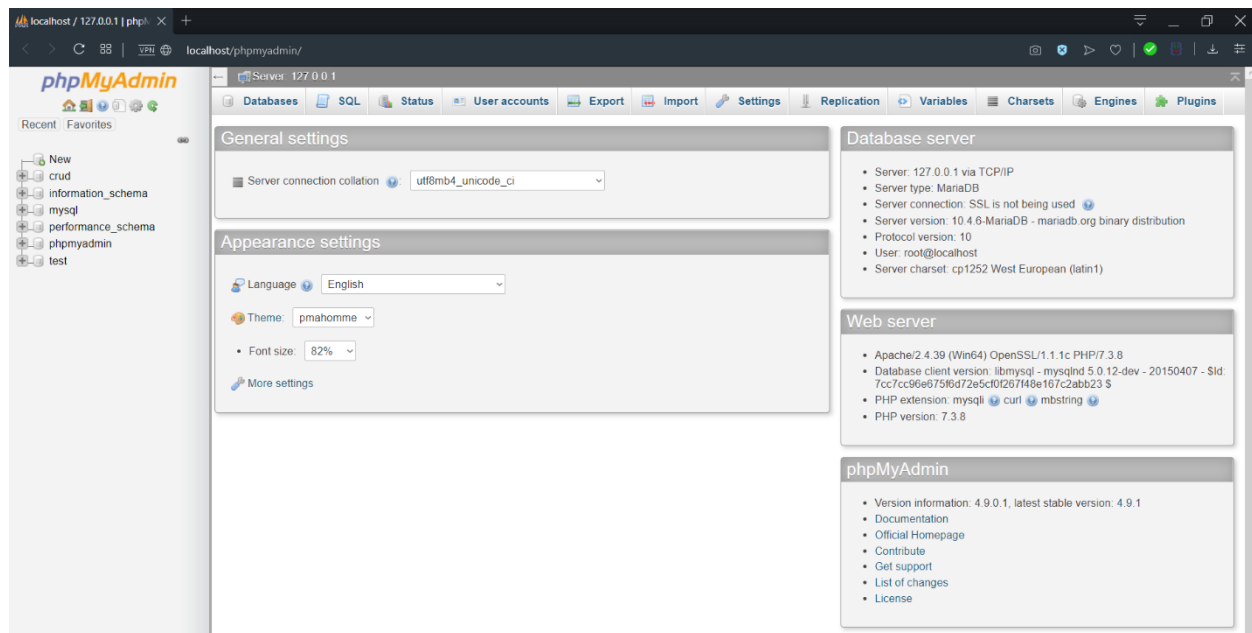 localhost / 127.0.0.1 | phpM
VPN localhost/phpmyadmin/
phpMyAdmin
Recent Favorites
New
crud
information_schema
mysql
performance_schema
phpmyadmin
test
Server: 127.0.0.1
Databases SQL Status User accounts Export Import Settings Replication Variables Charsets Engines Plugins
General settings
Server connection collation : utf8mb4_unicode_ci
Appearance settings
Language English
Theme: pmahomme
• Font size: 82%
More settings
Database server
• Server: 127.0.0.1 via TCP/IP
• Server type: MariaDB
• Server connection: SSL is not being used
• Server version: 10.4.6-MariaDB - mariadb.org binary distribution
• Protocol version: 10
• User: root@localhost
• Server charset: cp1252 West European (latin1)
Web server
• Apache/2.4.39 (Win64) OpenSSL/1.1.1c PHP/7.3.8
• Database client version: libmysql - mysqlnd 5.0.12-dev - 20150407 - $Id:
7cc7cc96e675f6d72e5cf0f267f48e167c2abb23 $
• PHP extension: mysqli curl mbstring
• PHP version: 7.3.8
phpMyAdmin
• Version information: 4.9.0.1, latest stable version: 4.9.1
• Documentation
• Official Homepage
• Contribute
• Get support
• List of changes
• License